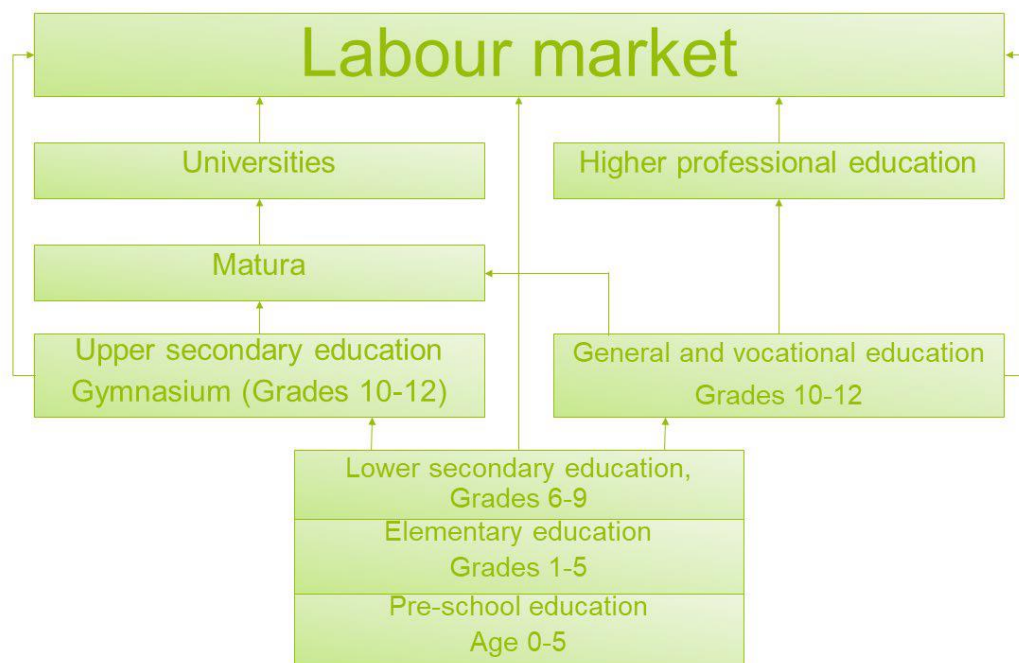 Labour market
Universities
Higher professional education
Matura
Upper secondary education
Gymnasium (Grades 10-12)
General and vocational education
Grades 10-12
Lower secondary education,
Grades 6-9
Elementary education
Grades 1-5
Pre-school education
Age 0-5